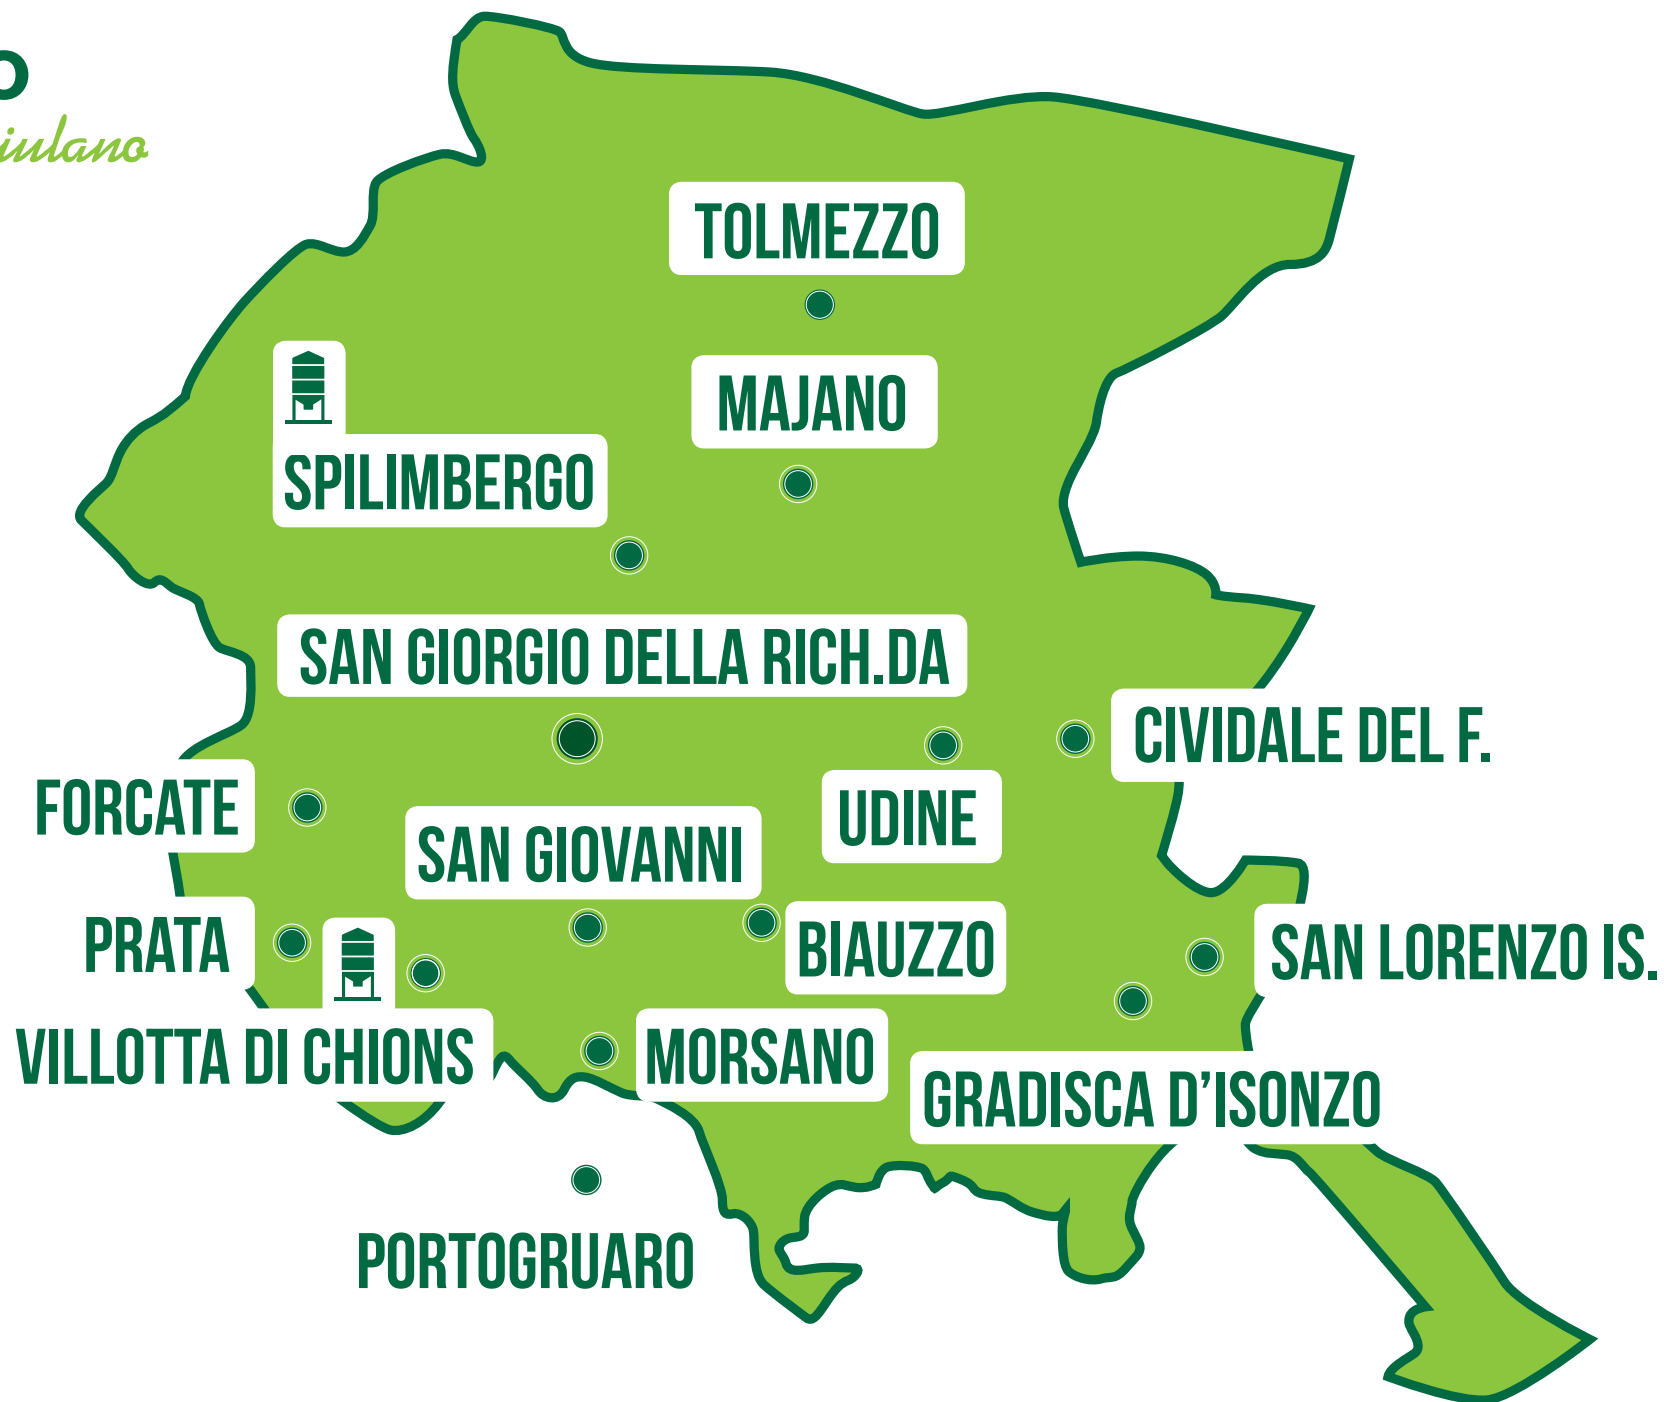 TOLMEZZO
MAJANO
SPILIMBERGO
SAN GIORGIO DELLA RICH.DA
CIVIDALE DEL F.
FORCATE
UDINE
SAN GIOVANNI
PRATA
BIAUZZO
SAN LORENZO IS.
VILLOTTA DI CHIONS
MORSANO
GRADISCA D'ISONZO
PORTOGRUARO